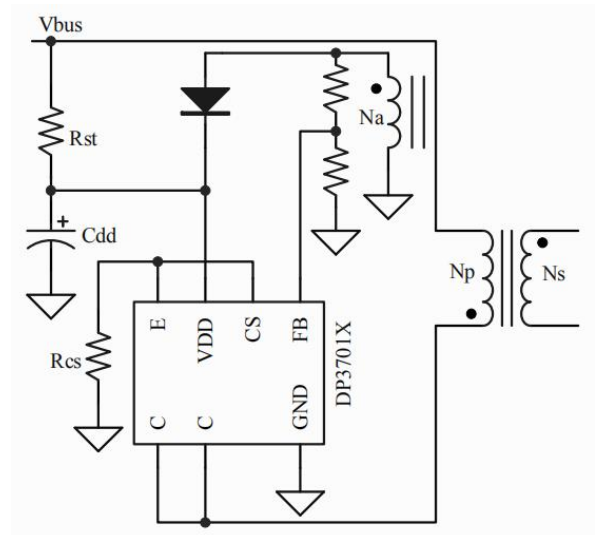 Vbus
Rst
Na
+
Cdd
Np
Ns
E
VDD
CS
FB
Rcs
DP3701X
C
C
GND